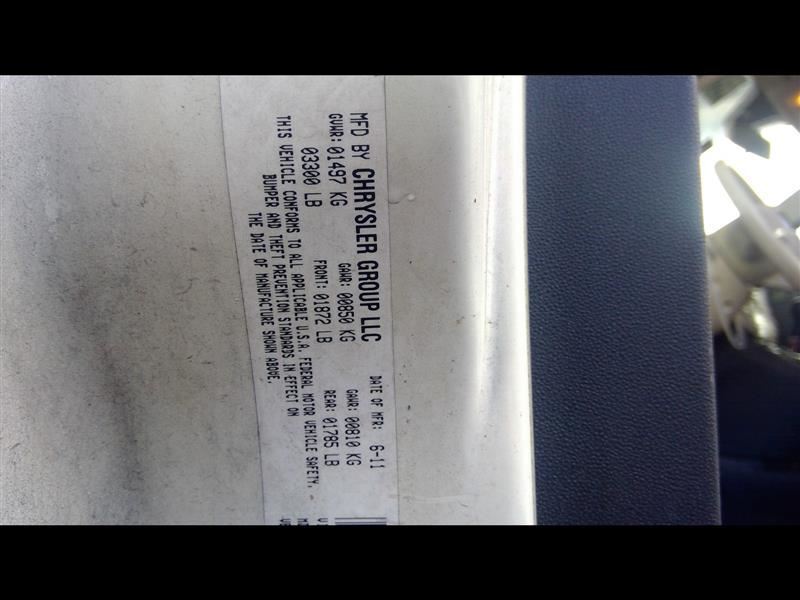 MFD BY CHRYSLER GROUP LLC DATE OF MFR: 6-11
GVWR: 01497 KG GAWR: 00850 KG GAWR: 00810 KG
03300 LB FRONT: 01872 LB REAR: 01785 LB
THIS VEHICLE CONFORMS TO ALL APPLICABLE U.S.A. FEDERAL MOTOR VEHICLE SAFETY,
BUMPER AND THEFT PREVENTION STANDARDS IN EFFECT ON
THE DATE OF MANUFACTURE SHOWN ABOVE.